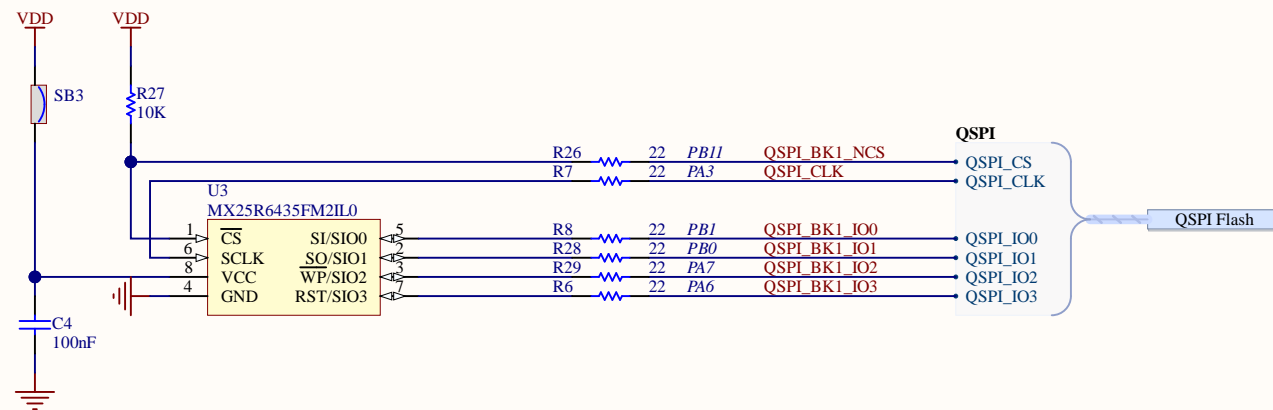 VDD VDD
SB3
R27
10K
QSPI
R26 22 PB11 QSPI_BK1_NCS QSPI_CS
R7 22 PA3 QSPI_CLK QSPI_CLK
U3
MX25R6435FM2IL0
QSPI Flash
1 CS SI/SIO0 5 R8 22 PB1 QSPI_BK1_IO0 QSPI_IO0
6 SCLK SO/SIO1 2 R28 22 PB0 QSPI_BK1_IO1 QSPI_IO1
8 VCC WP/SIO2 3 R29 22 PA7 QSPI_BK1_IO2 QSPI_IO2
4 GND RST/SIO3 7 R6 22 PA6 QSPI_BK1_IO3 QSPI_IO3
C4
100nF